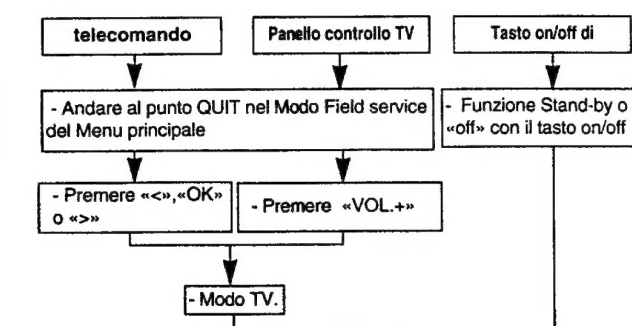 telecomando
Panello controllo TV
Tasto on/off di
- Andare al punto QUIT nel Modo Field service
del Menu principale
- Funzione Stand-by o
«off» con il tasto on/off
- Premere «<»,«OK»
o «>»
- Premere «VOL.+»
- Modo TV.